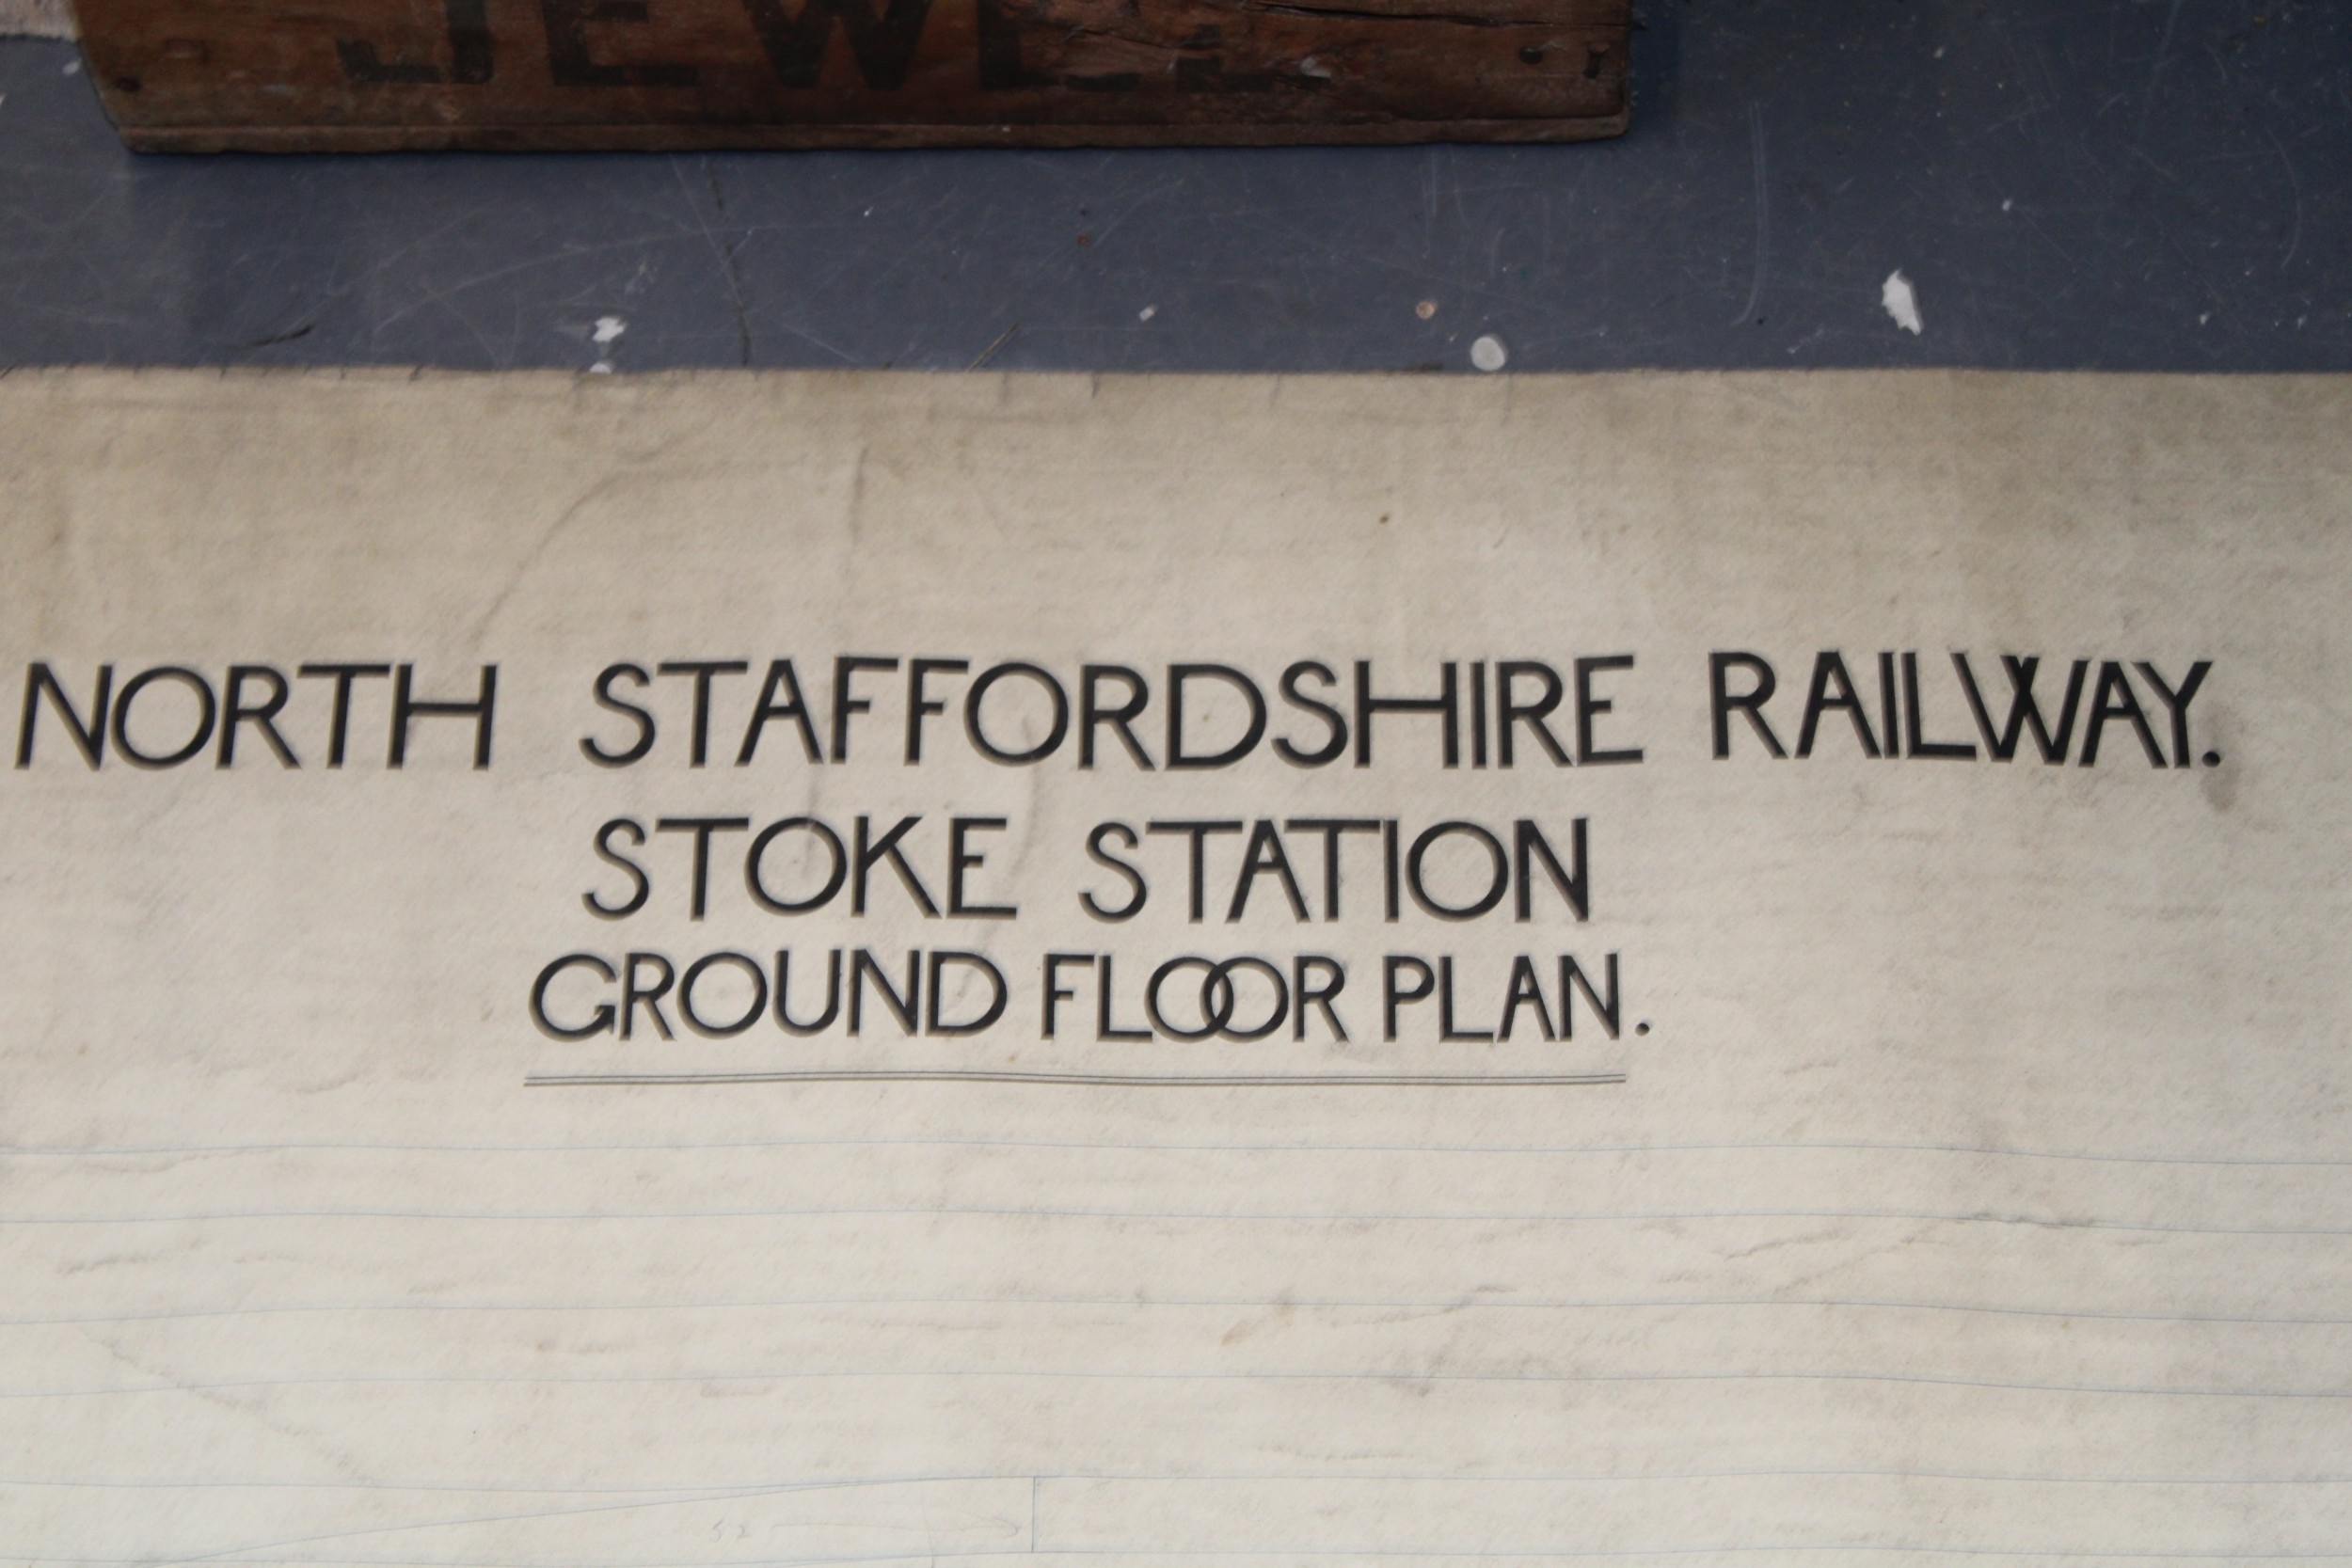 NORTH STAFFORDSHIRE RAILWAY.
STOKE STATION
GROUND FLOOR PLAN.